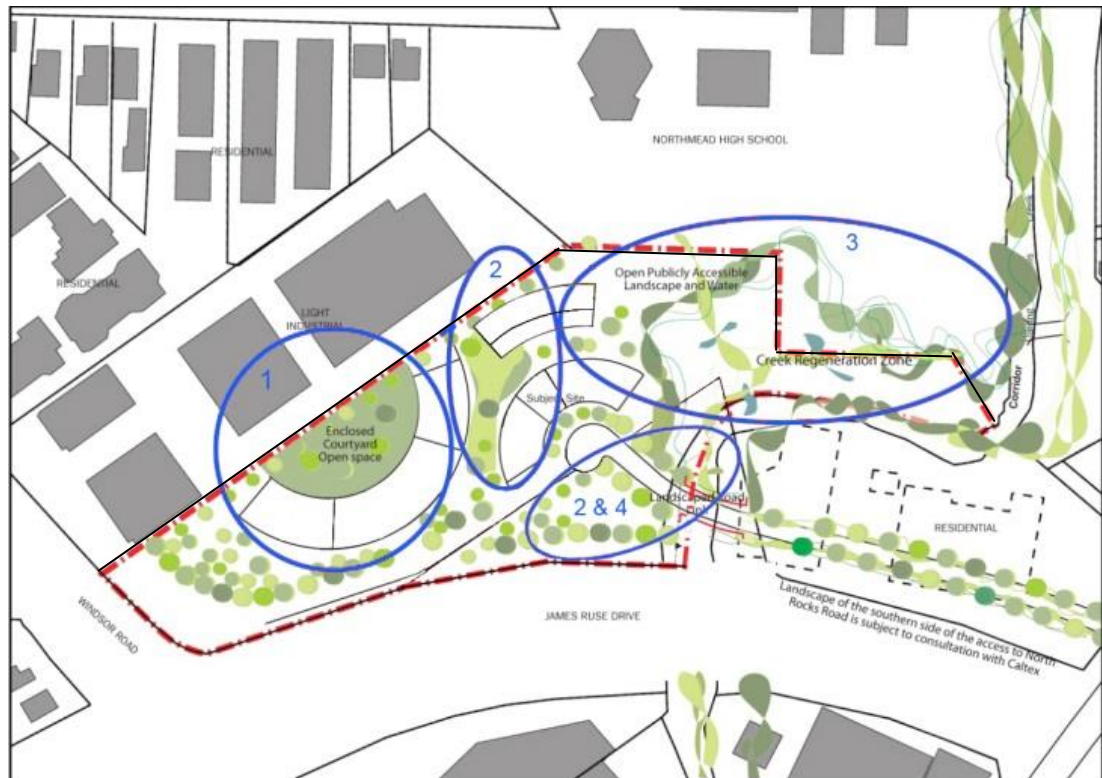 NORTHMEAD HIGH SCHOOL
RESIDENTIAL
RESIDENTIAL
LIGHT
INDUSTRIAL
1
2
3
Open Publicly Accessible
Landscape and Water
Creek Regeneration Zone
Corridor
Enclosed
Courtyard
Open space
Subject Site
2 & 4
Landscaped Road
RESIDENTIAL
Landscape of the southern side of the access to North
Rocks Road is subject to consultation with Caltex
JAMES RUSE DRIVE
WINDSOR ROAD